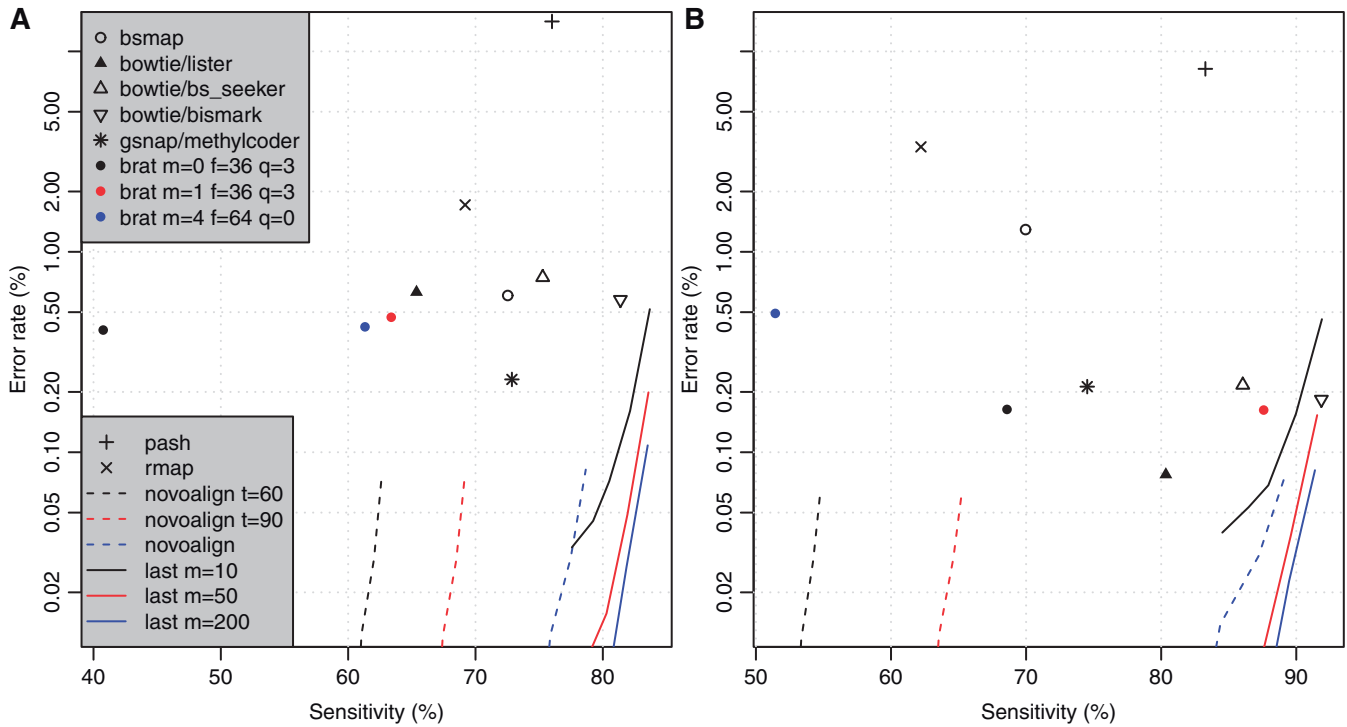 A
bsmap
bowtie/lister
bowtie/bs_seeker
bowtie/bismark
gsnap/methylcoder
brat m=0 f=36 q=3
brat m=1 f=36 q=3
brat m=4 f=64 q=0
pash
rmap
novoalign t=60
novoalign t=90
novoalign
last m=10
last m=50
last m=200
Error rate (%)
5.00
2.00
1.00
0.50
0.20
0.10
0.05
0.02
40
60
70
80
Sensitivity (%)
B
Error rate (%)
5.00
2.00
1.00
0.50
0.20
0.10
0.05
0.02
50
60
70
80
90
Sensitivity (%)